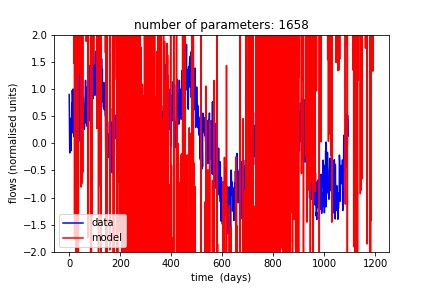 number of parameters: 1658
flows (normalised units)
2.0
1.5
1.0
0.5
0.0
−0.5
−1.0
−1.5
−2.0
data
model
0 200 400 600 800 1000 1200
time (days)